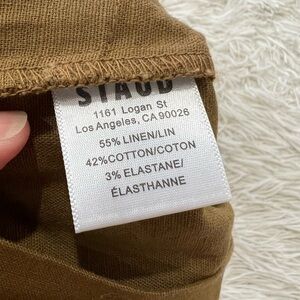 STAUD
1161 Logan St
Los Angeles, CA 90026
55% LINEN/LIN
42%COTTON/COTON
3% ELASTANE/
ÉLASTHANNE